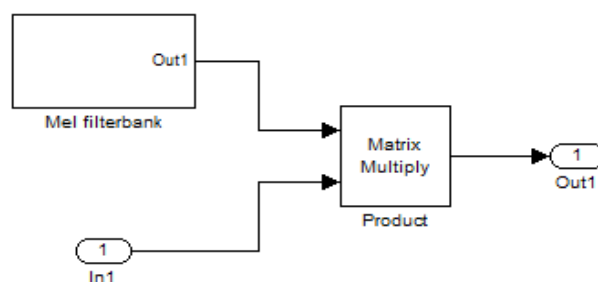 Out1
Mel filterbank
Matrix
Multiply
Product
1
Out1
1
In1